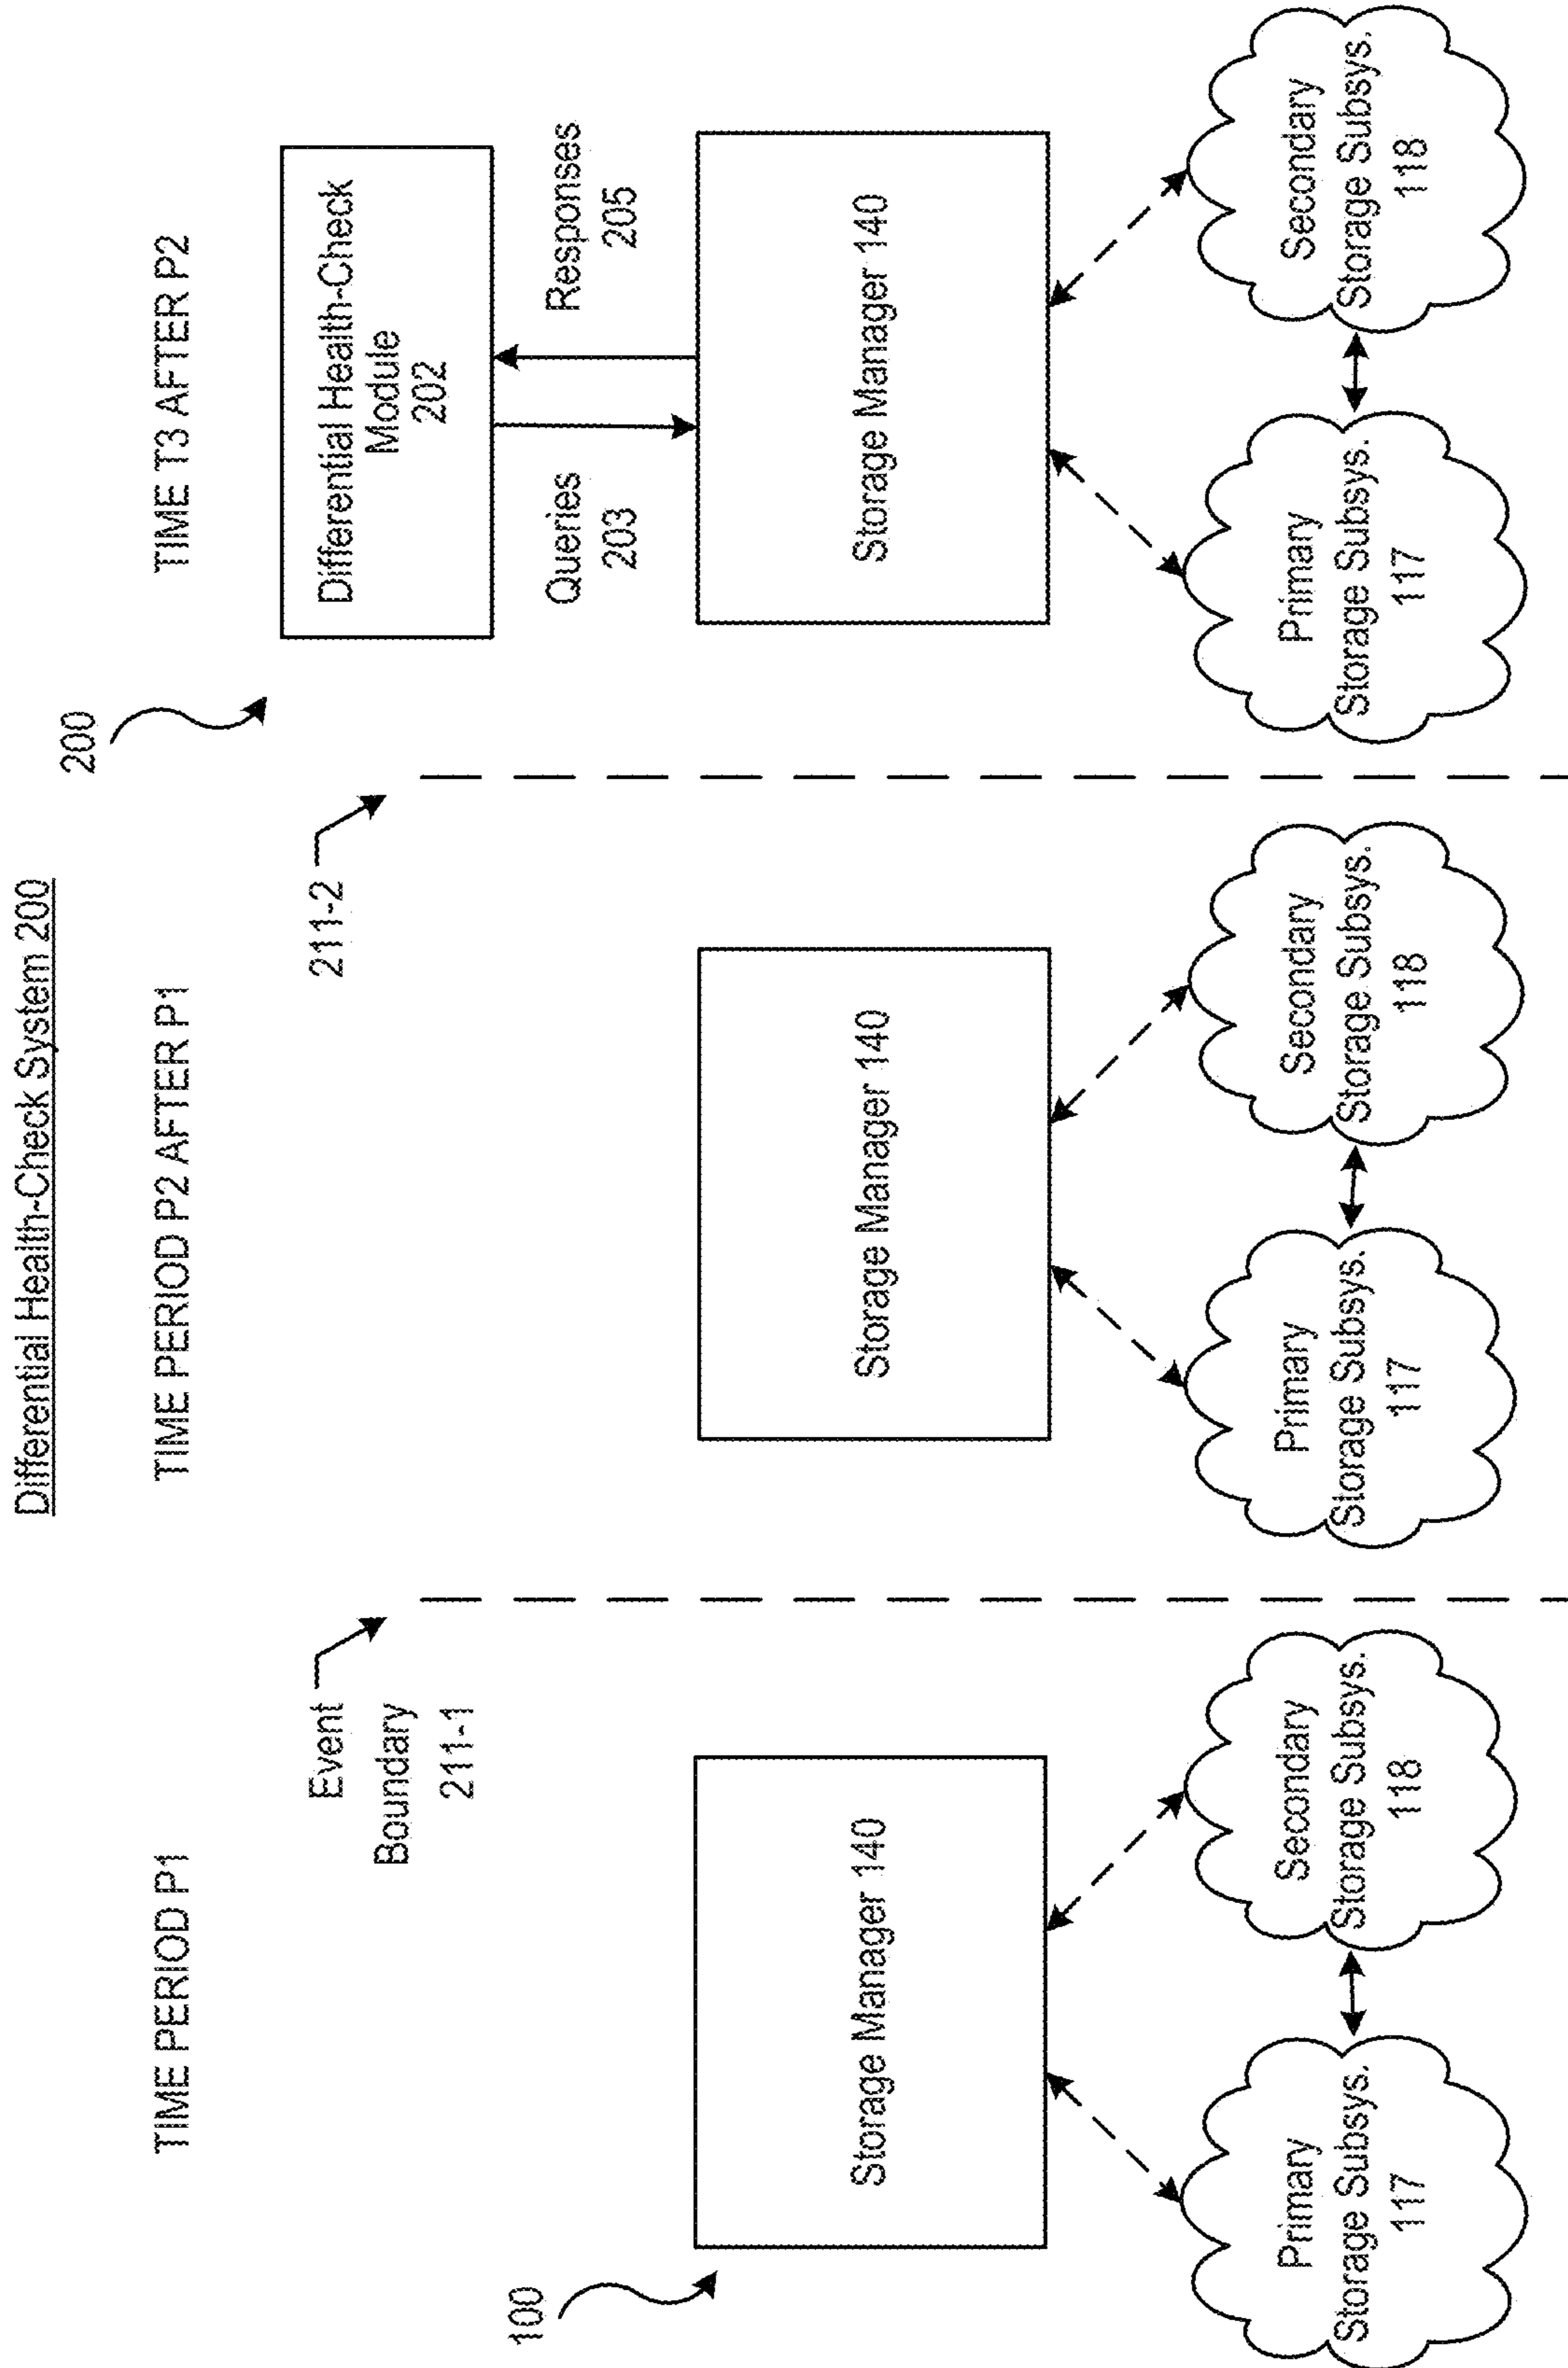 Differential Health-Check System 200
TIME PERIOD P1
TIME PERIOD P2 AFTER P1
TIME T3 AFTER P2
200
Event
Boundary
211-1
211-2
100
Storage Manager 140
Primary
Storage Subsys.
117
Secondary
Storage Subsys.
118
Storage Manager 140
Primary
Storage Subsys.
117
Secondary
Storage Subsys.
118
Differential Health-Check
Module
202
Queries
203
Responses
205
Storage Manager 140
Primary
Storage Subsys.
117
Secondary
Storage Subsys.
118